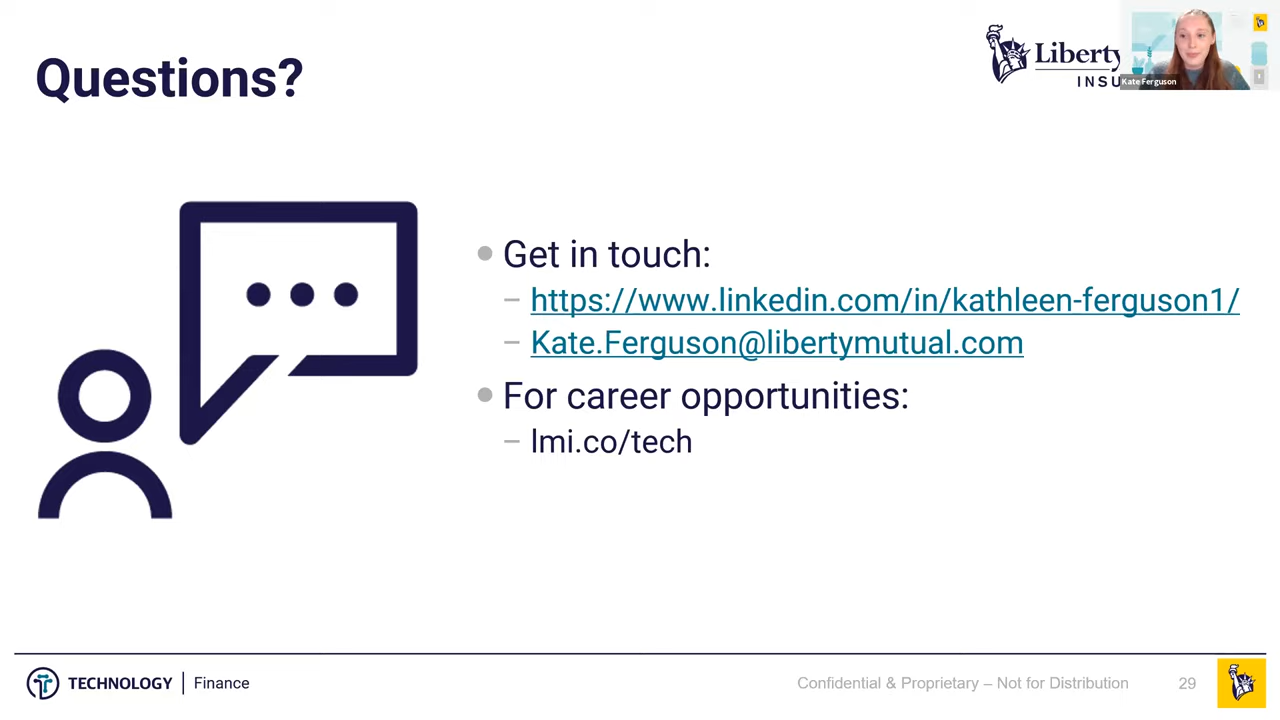 Questions?
Liberty
INSU
Kate Ferguson
Get in touch:
https://www.linkedin.com/in/kathleen-ferguson1/
Kate.Ferguson@libertymutual.com
For career opportunities:
lmi.co/tech
TECHNOLOGY | Finance
Confidential & Proprietary – Not for Distribution
29